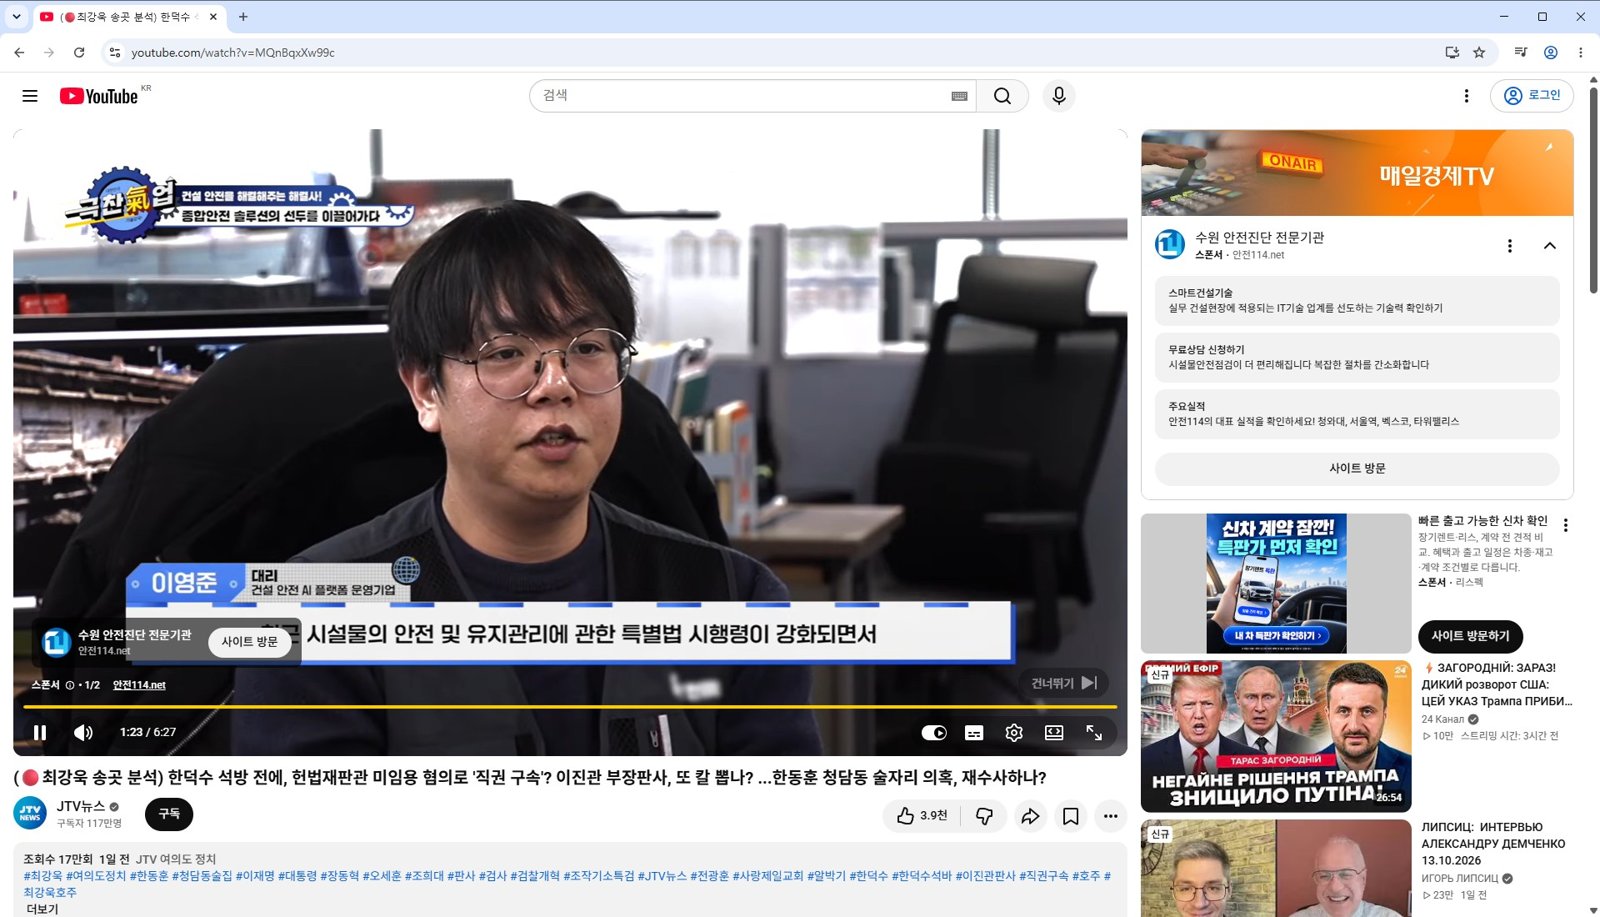 (🔴최강욱 송곳 분석) 한덕수
youtube.com/watch?v=MQnBqxXw99c
YouTube KR
검색
로그인
극찬氣업
건설 안전을 해결해주는 해결사!
종합안전 솔루션의 선두를 이끌어가다
이영준
대리
건설 안전 AI 플랫폼 운영기업
시설물의 안전 및 유지관리에 관한 특별법 시행령이 강화되면서
수원 안전진단 전문기관
안전114.net
사이트 방문
스폰서 · 1/2 안전114.net
건너뛰기
1:23 / 6:27
(🔴최강욱 송곳 분석) 한덕수 석방 전에, 헌법재판관 미임용 혐의로 '직권 구속'? 이진관 부장판사, 또 칼 뽑나? ...한동훈 청담동 술자리 의혹, 재수사하나?
JTV NEWS
JTV뉴스
구독자 117만명
구독
3.9천
조회수 17만회 1일 전 JTV 여의도 정치
#최강욱 #여의도정치 #한동훈 #청담동술집 #이재명 #대통령 #장동혁 #오세훈 #조희대 #판사 #검사 #검찰개혁 #조작기소특검 #JTV뉴스 #전광훈 #사랑제일교회 #알박기 #한덕수 #한덕수석바 #이진관판사 #직권구속 #호주 #
최강욱호주
더보기
ON AIR
매일경제TV
수원 안전진단 전문기관
스폰서 · 안전114.net
스마트건설기술
실무 건설현장에 적용되는 IT기술 업계를 선도하는 기술력 확인하기
무료상담 신청하기
시설물안전점검이 더 편리해집니다 복잡한 절차를 간소화합니다
주요실적
안전114의 대표 실적을 확인하세요! 청와대, 서울역, 벡스코, 타워팰리스
사이트 방문
신차 계약 잠깐!
특판가 먼저 확인
내 차 특판가 확인하기 ›
빠른 출고 가능한 신차 확인
장기렌트·리스, 계약 전 견적 비
교. 혜택과 출고 일정은 차종·재고
·계약 조건별로 다릅니다.
스폰서 · 리스펙
사이트 방문하기
ПРЯМИЙ ЕФІР
신규
24
ТАРАС ЗАГОРОДНІЙ
НЕГАЙНЕ РІШЕННЯ ТРАМПА
ЗНИЩИЛО ПУТІНА!
26:54
⚡ЗАГОРОДНІЙ: ЗАРАЗ!
ДИКИЙ розворот США:
ЦЕЙ УКАЗ Трампа ПРИБИ...
24 Канал
10만 스트리밍 시간: 3시간 전
신규
ЛИПСИЦ: ИНТЕРВЬЮ
АЛЕКСАНДРУ ДЕМЧЕНКО
13.10.2026
ИГОРЬ ЛИПСИЦ
23만 1일 전